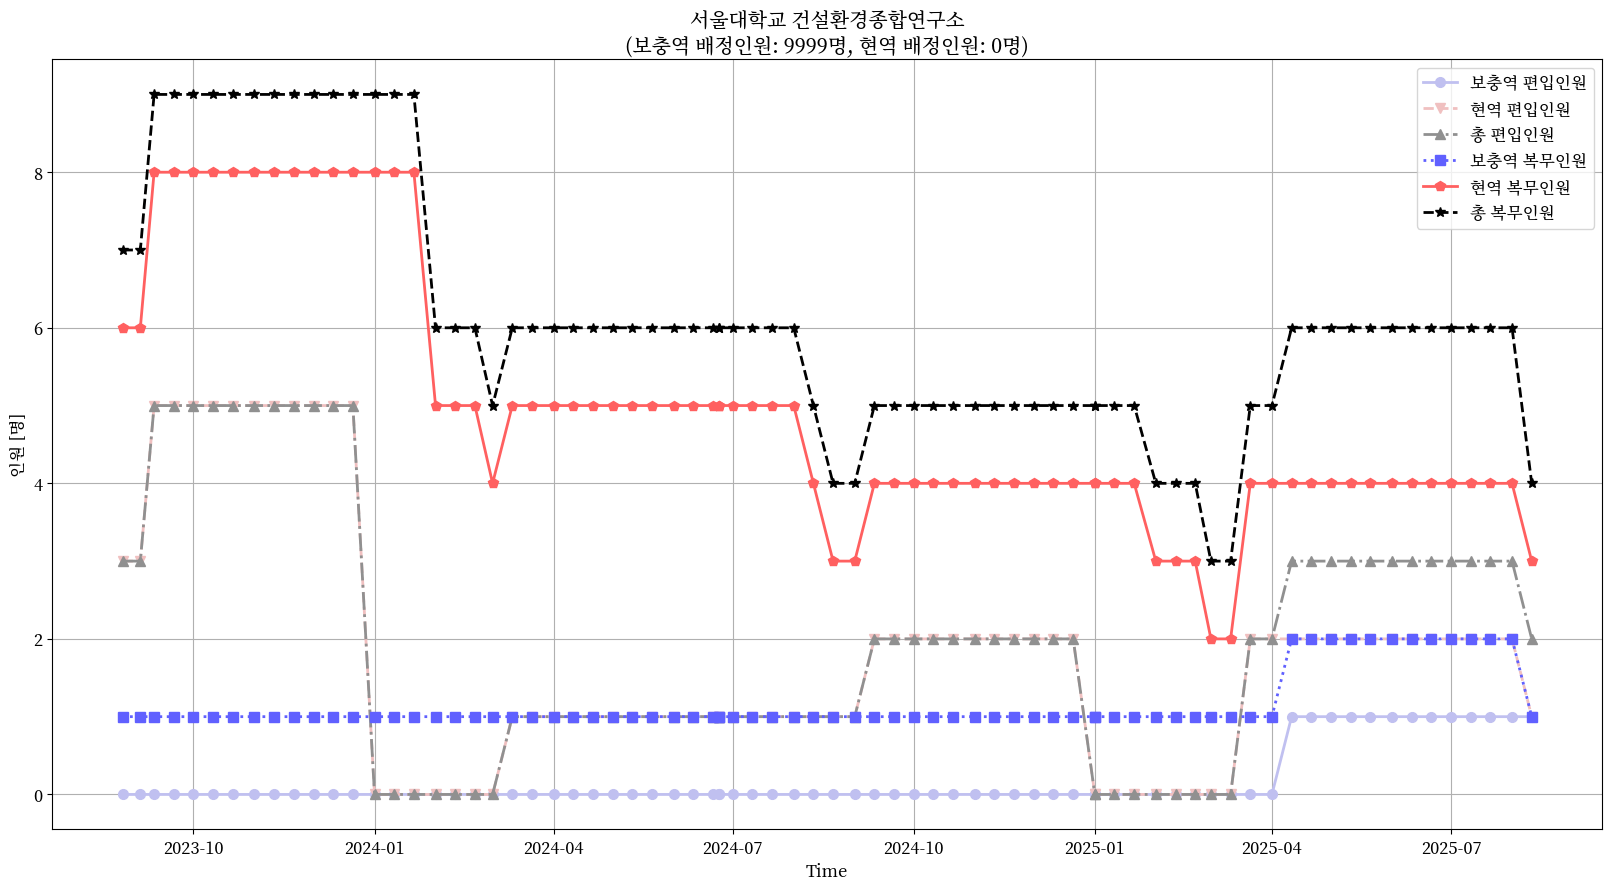 서울대학교 건설환경종합연구소
(보충역 배정인원: 9999명, 현역 배정인원: 0명)
보충역 편입인원
현역 편입인원
총 편입인원
보충역 복무인원
현역 복무인원
총 복무인원
인원 [명]
8
6
4
2
0
2023-10
2024-01
2024-04
2024-07
2024-10
2025-01
2025-04
2025-07
Time